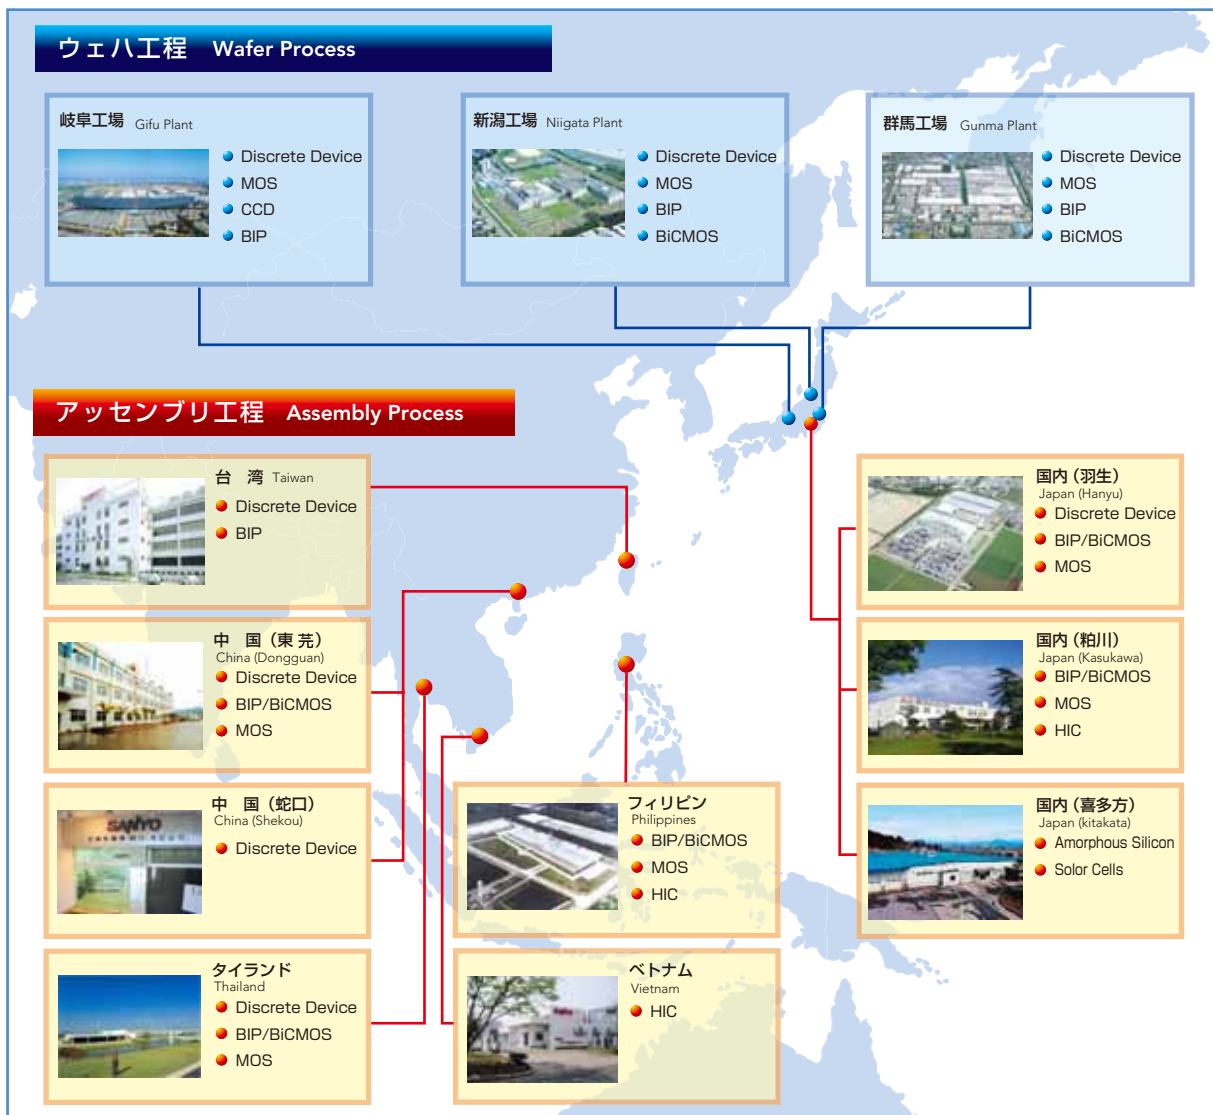 ウェハ工程 Wafer Process
岐阜工場 Gifu Plant
Discrete Device
MOS
CCD
BIP
新潟工場 Niigata Plant
Discrete Device
MOS
BIP
BiCMOS
群馬工場 Gunma Plant
Discrete Device
MOS
BIP
BiCMOS
アッセンブリ工程 Assembly Process
台 湾 Taiwan
Discrete Device
BIP
中 国（東 芫）
China (Dongguan)
Discrete Device
BIP/BiCMOS
MOS
中 国（蛇口）
China (Shekou)
Discrete Device
SANYO
タイランド
Thailand
Discrete Device
BIP/BiCMOS
MOS
フィリピン
Philippines
BIP/BiCMOS
MOS
HIC
ベトナム
Vietnam
HIC
国内（羽生）
Japan (Hanyu)
Discrete Device
BIP/BiCMOS
MOS
国内（粕川）
Japan (Kasukawa)
BIP/BiCMOS
MOS
HIC
国内（喜多方）
Japan (kitakata)
Amorphous Silicon
Solor Cells